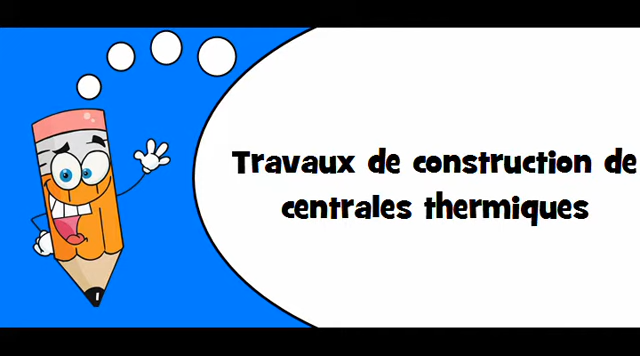 Travaux de construction de
centrales thermiques